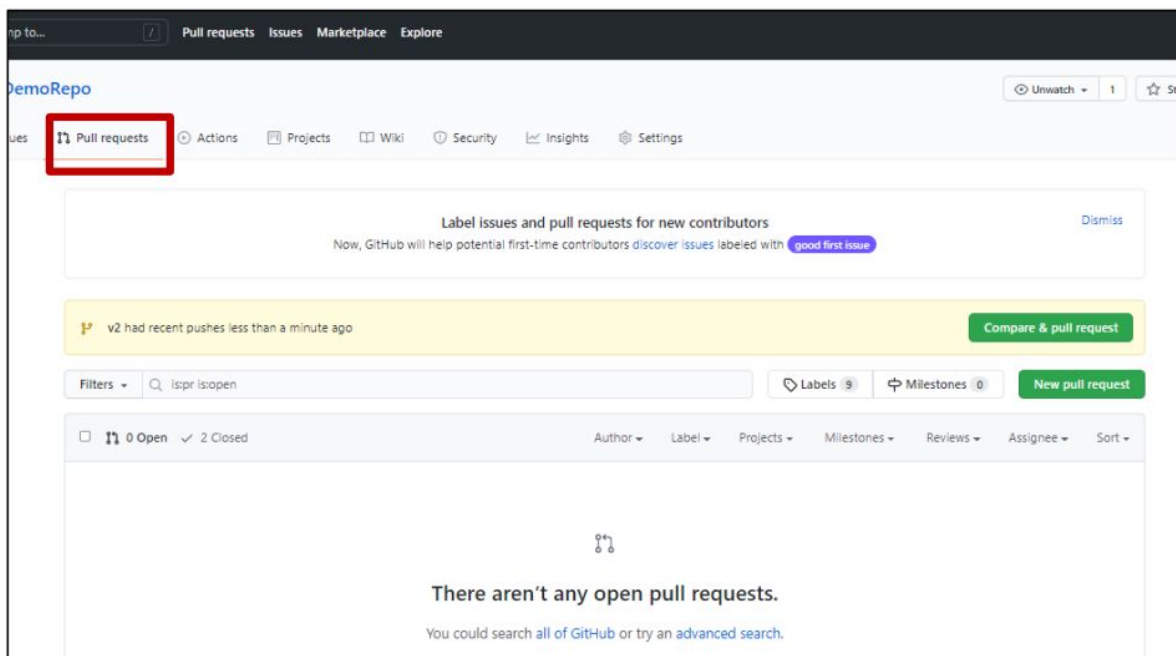 to...
/ Pull requests Issues Marketplace Explore
DemoRepo
Unwatch 1
Pull requests Actions Projects Wiki Security Insights Settings
Label issues and pull requests for new contributors
Dismiss
Now, GitHub will help potential first-time contributors discover issues labeled with good first issue
v2 had recent pushes less than a minute ago
Compare & pull request
Filters is:pr is:open
Labels 9 Milestones 0
New pull request
0 Open 2 Closed
Author Label Projects Milestones Reviews Assignee Sort
There aren't any open pull requests.
You could search all of GitHub or try an advanced search.